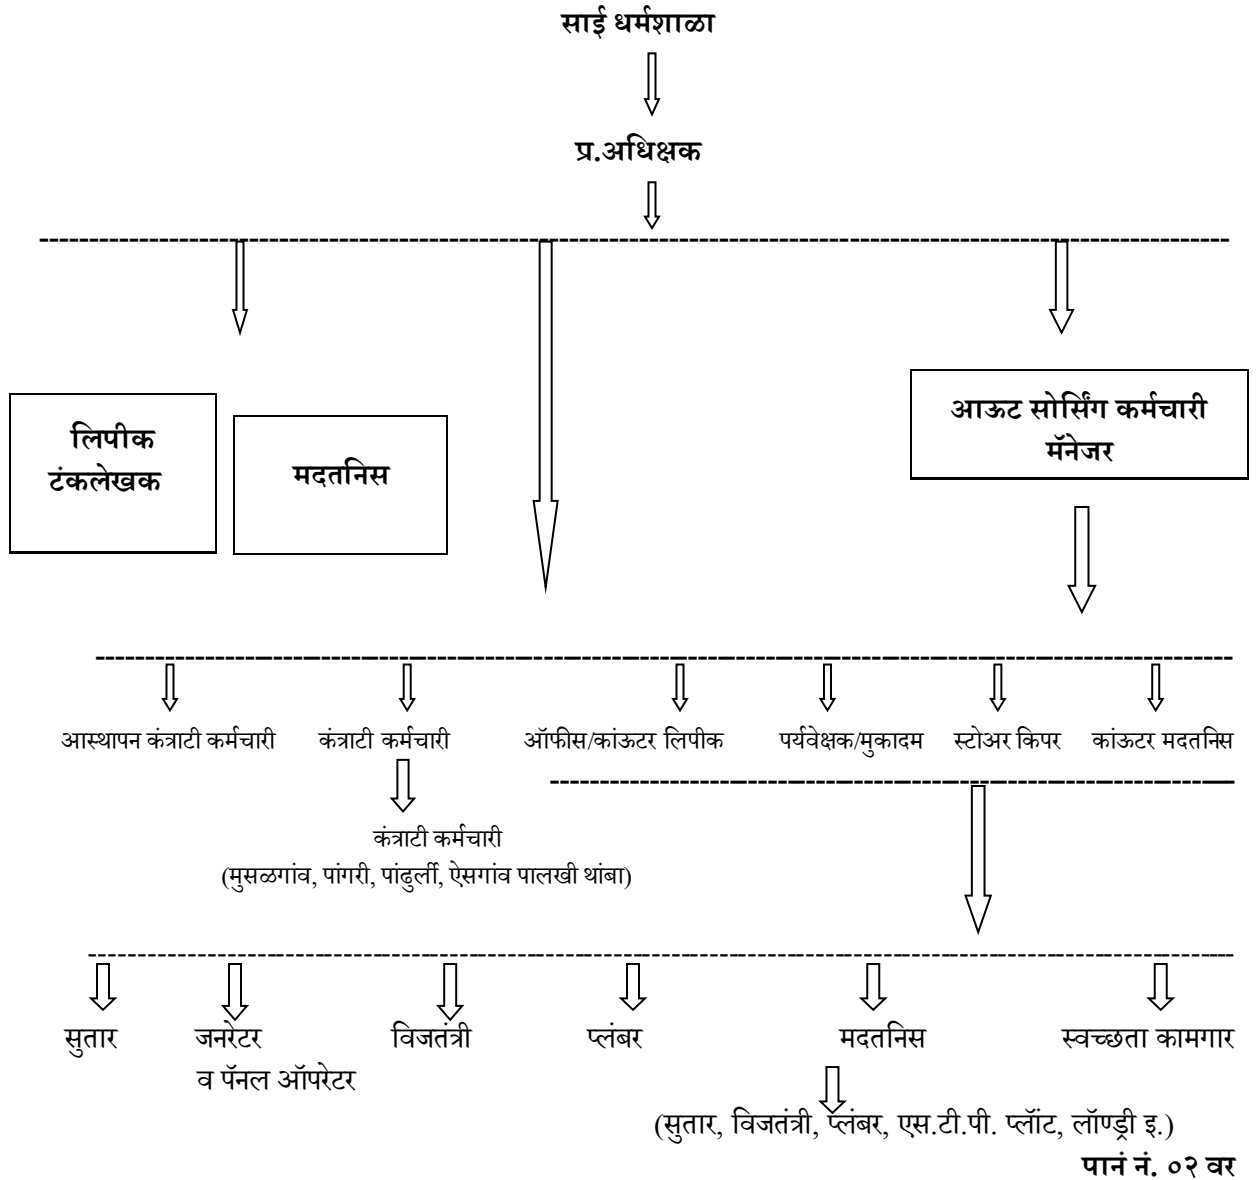 साई धर्मशाळा
प्र.अधिक्षक
लिपीक
टंकलेखक
मदतनिस
आऊट सोर्सिंग कर्मचारी
मॅनेजर
आस्थापन कंत्राटी कर्मचारी
कंत्राटी कर्मचारी
ऑफीस/कांऊटर लिपीक
पर्यवेक्षक/मुकादम
स्टोअर किपर
कांऊटर मदतनिस
कंत्राटी कर्मचारी
(मुसळगांव, पांगरी, पांढुर्ली, ऐसगांव पालखी थांबा)
सुतार
जनरेटर
व पॅनल ऑपरेटर
विजतंत्री
प्लंबर
मदतनिस
स्वच्छता कामगार
(सुतार, विजतंत्री, प्लंबर, एस.टी.पी. प्लॉंट, लॉण्ड्री इ.)
पानं नं. ०२ वर